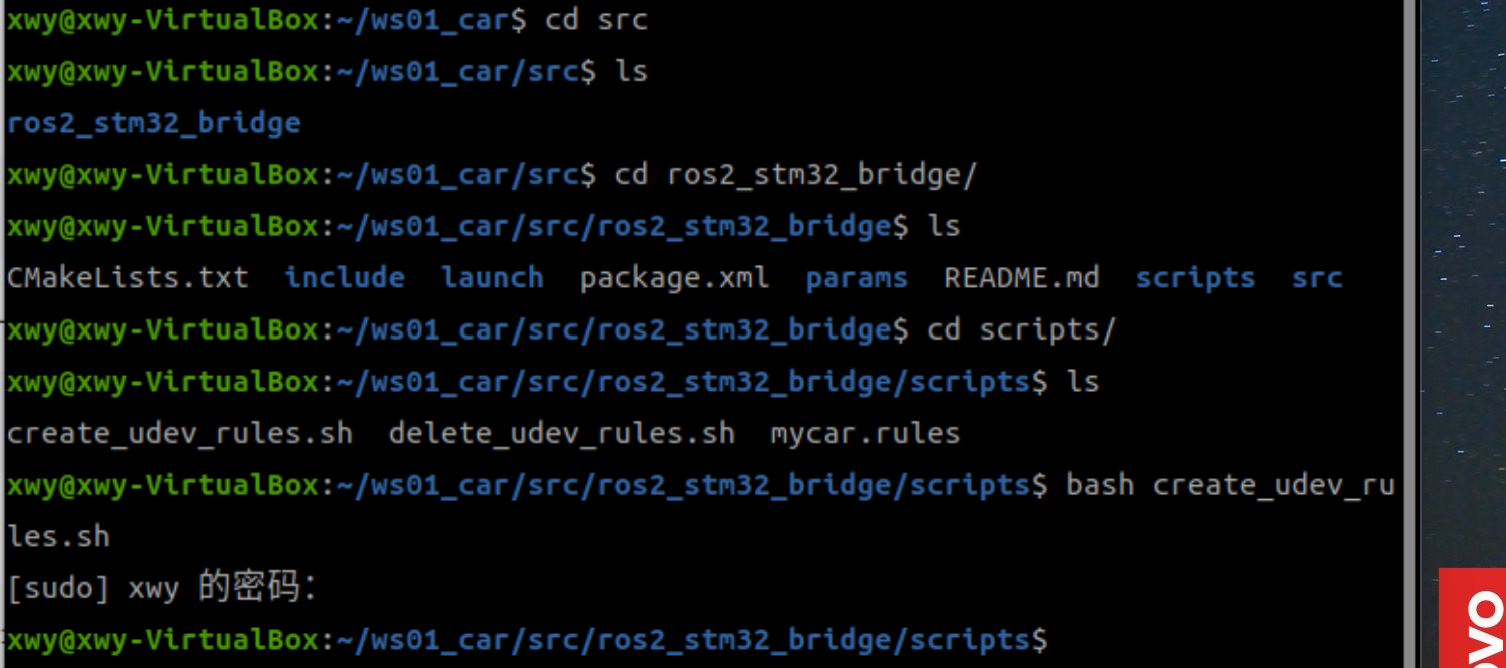 xwy@xwy-VirtualBox:~/ws01_car$ cd src
xwy@xwy-VirtualBox:~/ws01_car/src$ ls
ros2_stm32_bridge
xwy@xwy-VirtualBox:~/ws01_car/src$ cd ros2_stm32_bridge/
xwy@xwy-VirtualBox:~/ws01_car/src/ros2_stm32_bridge$ ls
CMakeLists.txt  include  launch  package.xml  params  README.md  scripts  src
xwy@xwy-VirtualBox:~/ws01_car/src/ros2_stm32_bridge$ cd scripts/
xwy@xwy-VirtualBox:~/ws01_car/src/ros2_stm32_bridge/scripts$ ls
create_udev_rules.sh  delete_udev_rules.sh  mycar.rules
xwy@xwy-VirtualBox:~/ws01_car/src/ros2_stm32_bridge/scripts$ bash create_udev_ru
les.sh
[sudo] xwy 的密码：
xwy@xwy-VirtualBox:~/ws01_car/src/ros2_stm32_bridge/scripts$